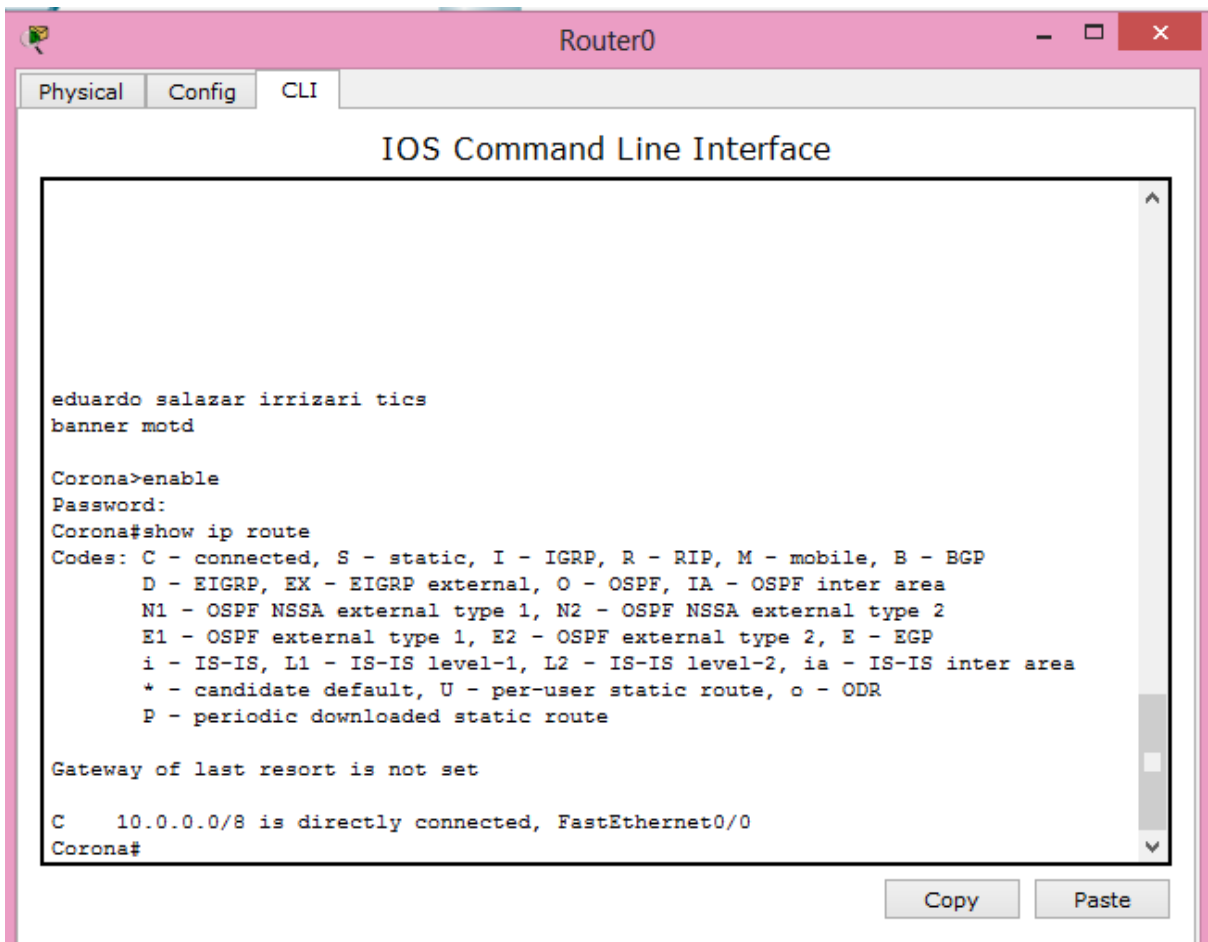 Router0
Physical Config CLI
IOS Command Line Interface
eduardo salazar irrizari tics
banner motd
Corona>enable
Password:
Corona#show ip route
Codes: C - connected, S - static, I - IGRP, R - RIP, M - mobile, B - BGP
D - EIGRP, EX - EIGRP external, O - OSPF, IA - OSPF inter area
N1 - OSPF NSSA external type 1, N2 - OSPF NSSA external type 2
E1 - OSPF external type 1, E2 - OSPF external type 2, E - EGP
i - IS-IS, L1 - IS-IS level-1, L2 - IS-IS level-2, ia - IS-IS inter area
* - candidate default, U - per-user static route, o - ODR
P - periodic downloaded static route
Gateway of last resort is not set
C    10.0.0.0/8 is directly connected, FastEthernet0/0
Corona#
Copy Paste